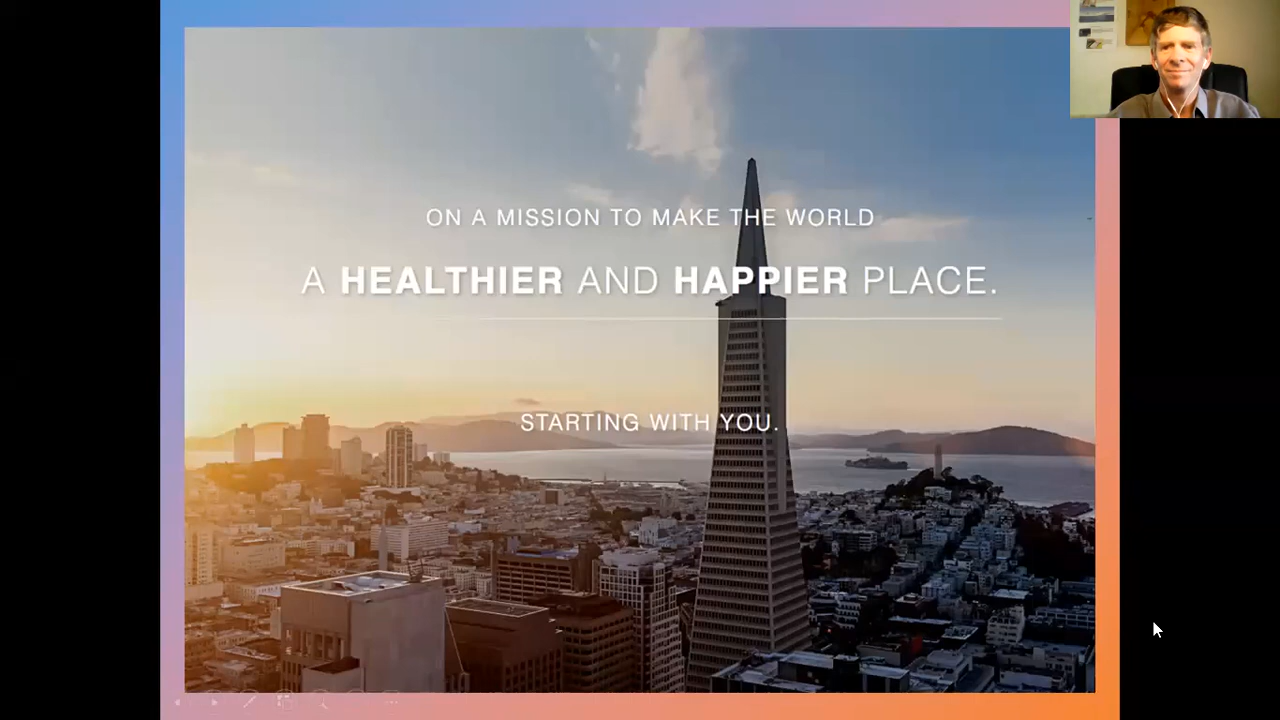 ON A MISSION TO MAKE THE WORLD
A HEALTHIER AND HAPPIER PLACE.
STARTING WITH YOU.